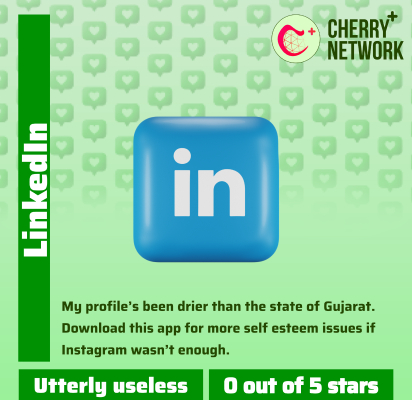 CHERRY+
NETWORK
LinkedIn
in
My profile's been drier than the state of Gujarat.
Download this app for more self esteem issues if
Instagram wasn't enough.
Utterly useless
0 out of 5 stars